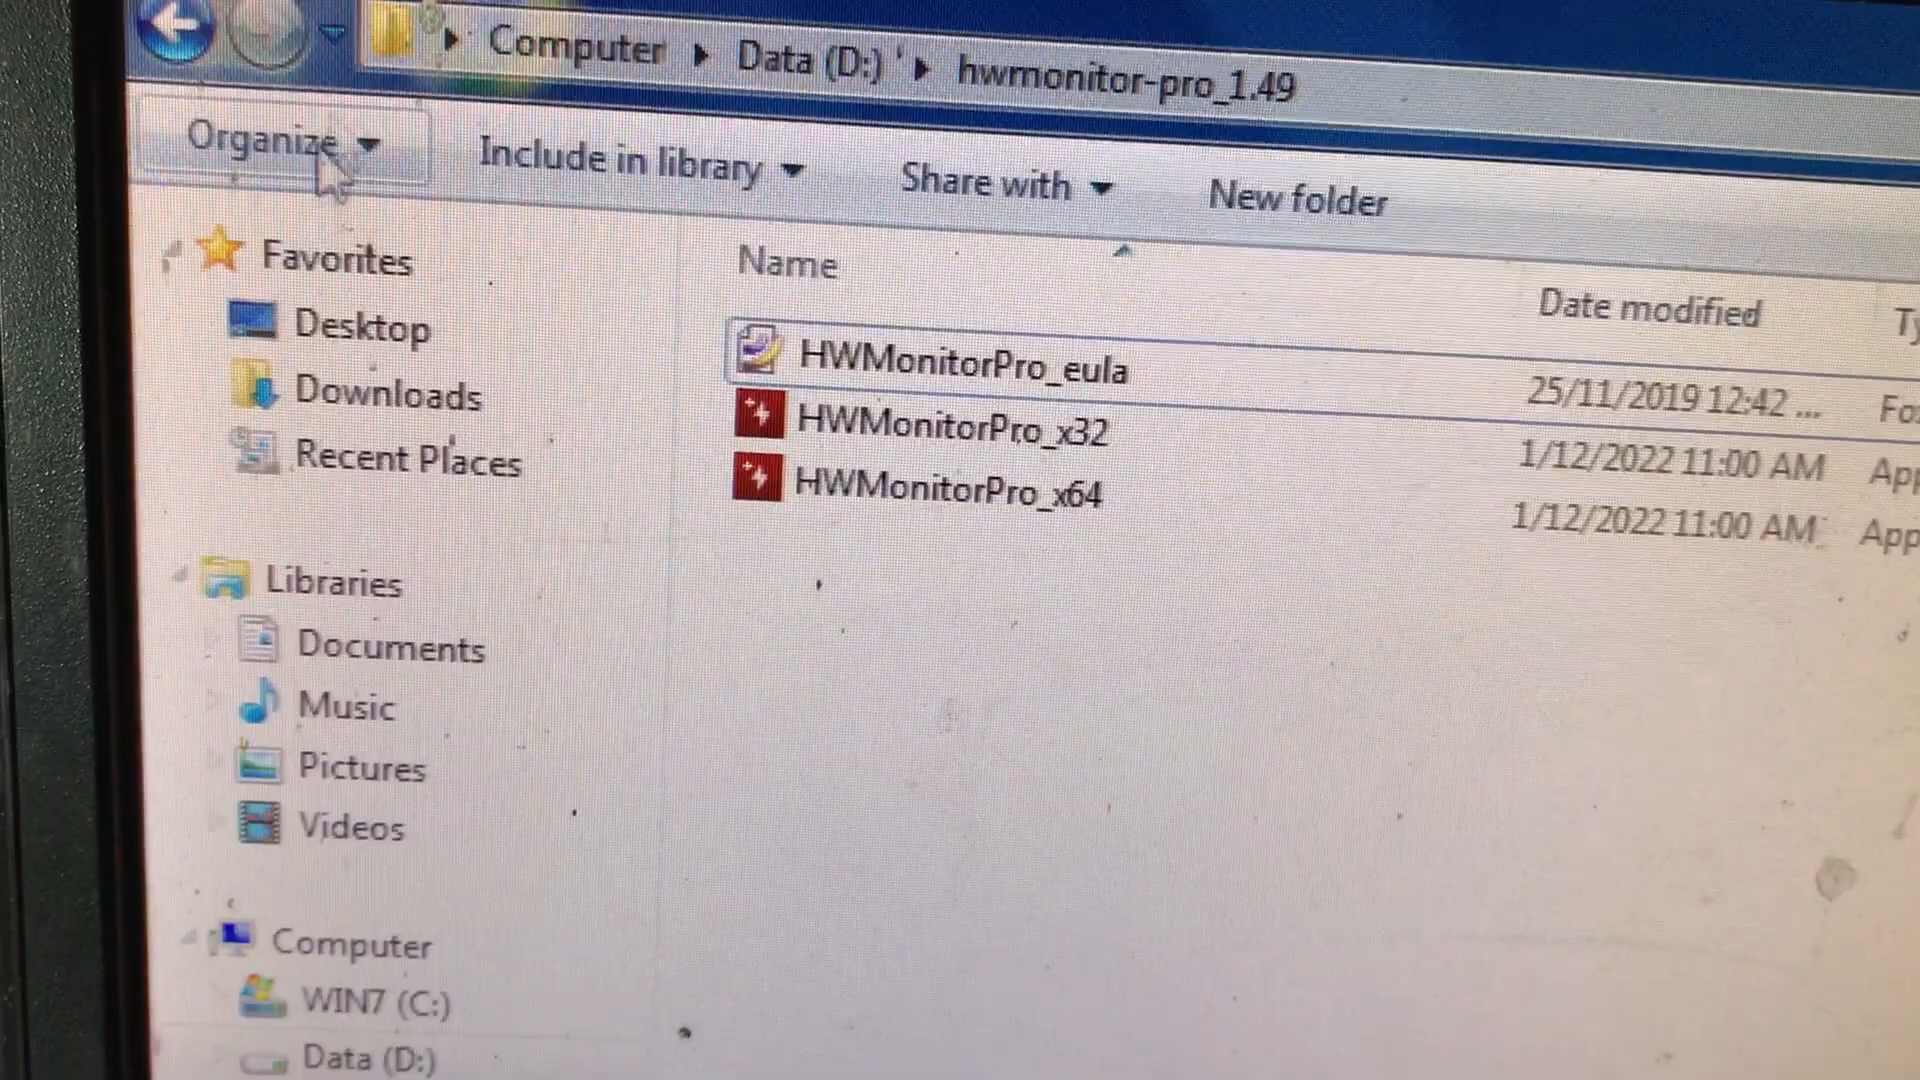 Computer Data (D:) hwmonitor-pro_1.49
Organize Include in library Share with New folder
Name Date modified
Favorites
Desktop
Downloads
Recent Places
HWMonitorPro_eula 25/11/2019 12:42 ...
HWMonitorPro_x32 1/12/2022 11:00 AM App
HWMonitorPro_x64 1/12/2022 11:00 AM App
Libraries
Documents
Music
Pictures
Videos
Computer
WIN7 (C:)
Data (D:)